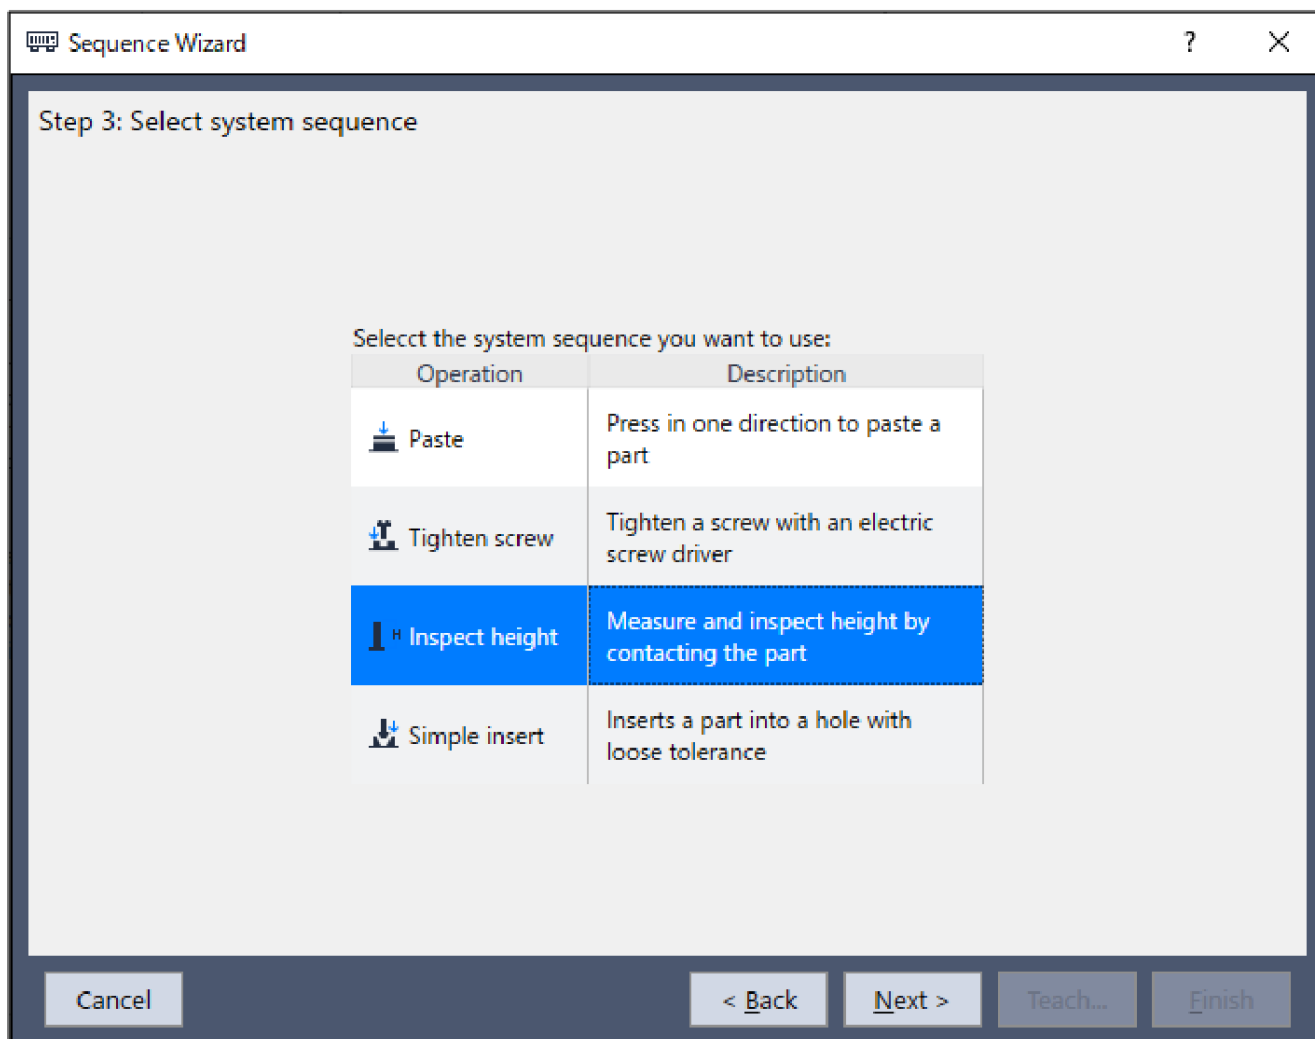 Sequence Wizard
?
Step 3: Select system sequence
Selecct the system sequence you want to use:
Operation Description
Paste Press in one direction to paste a
part
Tighten screw Tighten a screw with an electric
screw driver
H Inspect height Measure and inspect height by
contacting the part
Simple insert Inserts a part into a hole with
loose tolerance
Cancel < Back Next > Teach... Finish